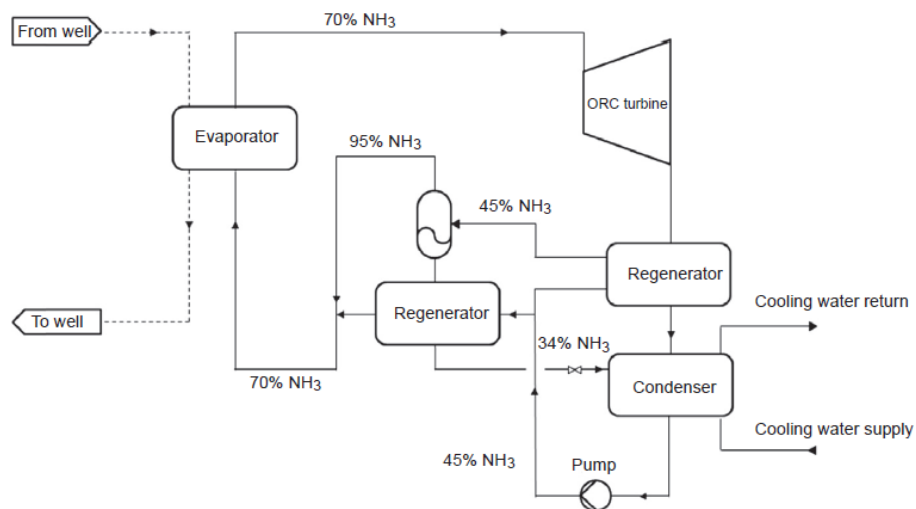 70% NH3
From well
ORC turbine
Evaporator
95% NH3
45% NH3
Regenerator
Cooling water return
Regenerator
To well
34% NH3
70% NH3
Condenser
Cooling water supply
45% NH3
Pump